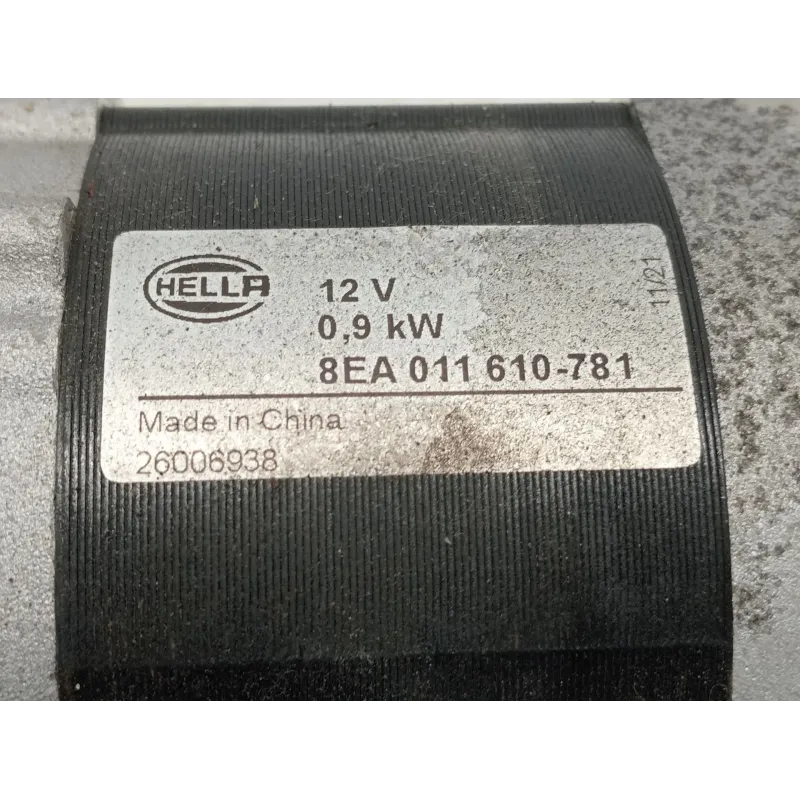 HELLA
12 V
0,9 kW
8EA 011 610-781
11/21
Made in China
26006938